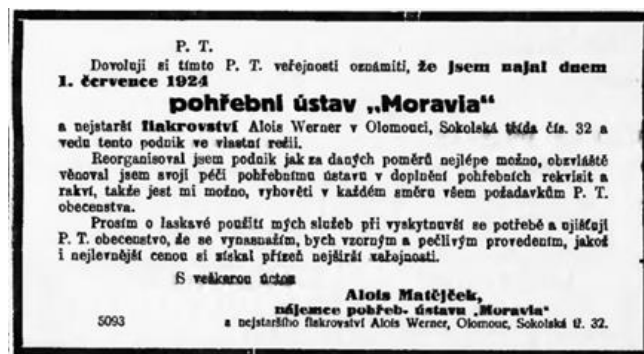 P. T.
Dovoluji si tímto P. T. veřejnosti oznámiti, že jsem najal dnem
1. července 1924
pohřební ústav „Moravia“
a nejstarší fiakrovství Alois Werner v Olomouci, Sokolská třída čís. 32 a
vedu tento podnik ve vlastní režii.
Reorganisoval jsem podnik jak za daných poměrů nejlépe možno, obzvláště
věnoval jsem svoji péči pohřebnímu ústavu v doplnění pohřebních rekvisit a
rakví, takže jest mi možno, vyhověti v každém směru všem požadavkům P. T.
obecenstva.
Prosím o laskavé použití mých služeb při vyskytnuvší se potřebě a ujišťuji
P. T. obecenstvo, že se vynasnažím, bych vzorným a pečlivým provedením, jakož
i nejlevnější cenou si získal přízeň nejširší veřejnosti.
S veškerou úctou
Alois Matějček,
nájemce pohřeb. ústavu „Moravia“
5093 a nejstaršího fiakrovství Alois Werner, Olomouc, Sokolská tř. 32.